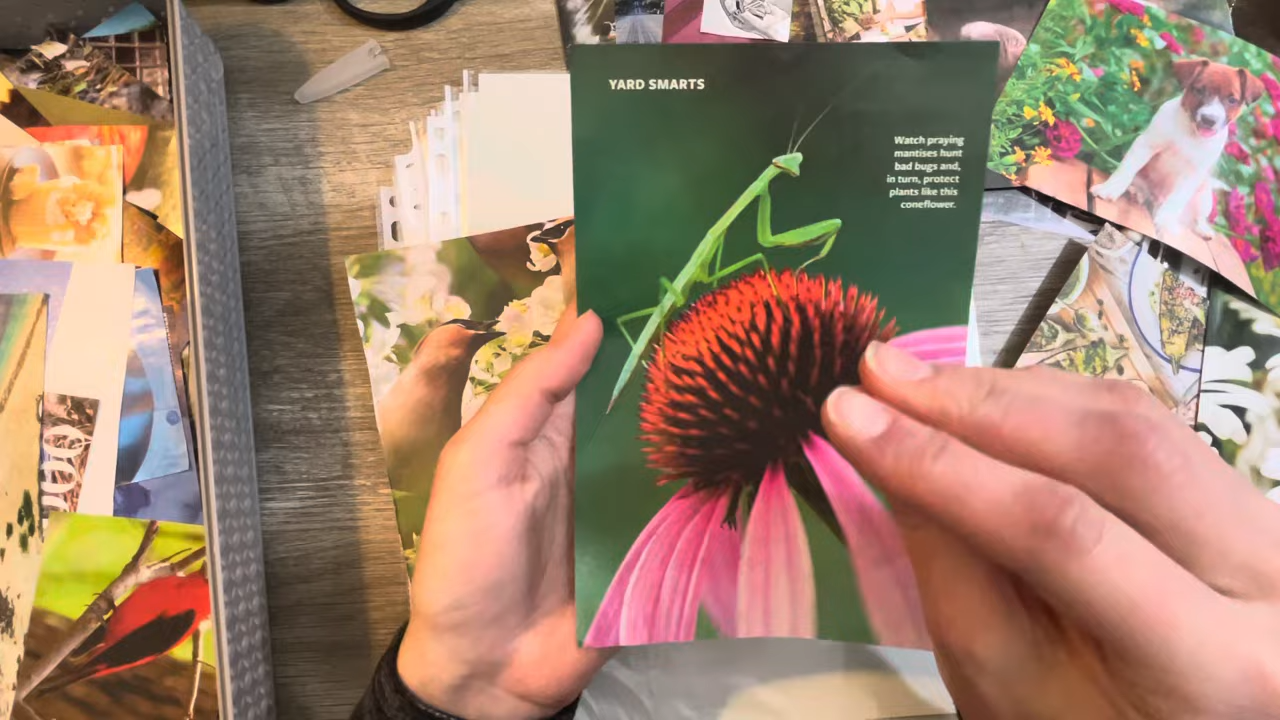 YARD SMARTS
Watch praying
mantises hunt
bad bugs and,
in turn, protect
plants like this
coneflower.